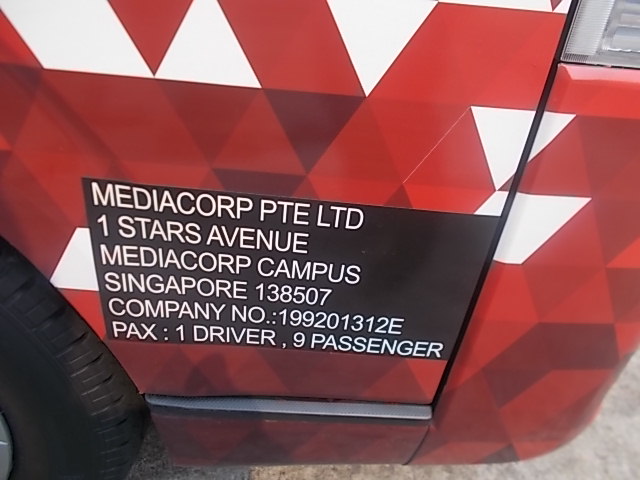 MEDIACORP PTE LTD
1 STARS AVENUE
MEDIACORP CAMPUS
SINGAPORE 138507
COMPANY NO.:199201312E
PAX : 1 DRIVER , 9 PASSENGER